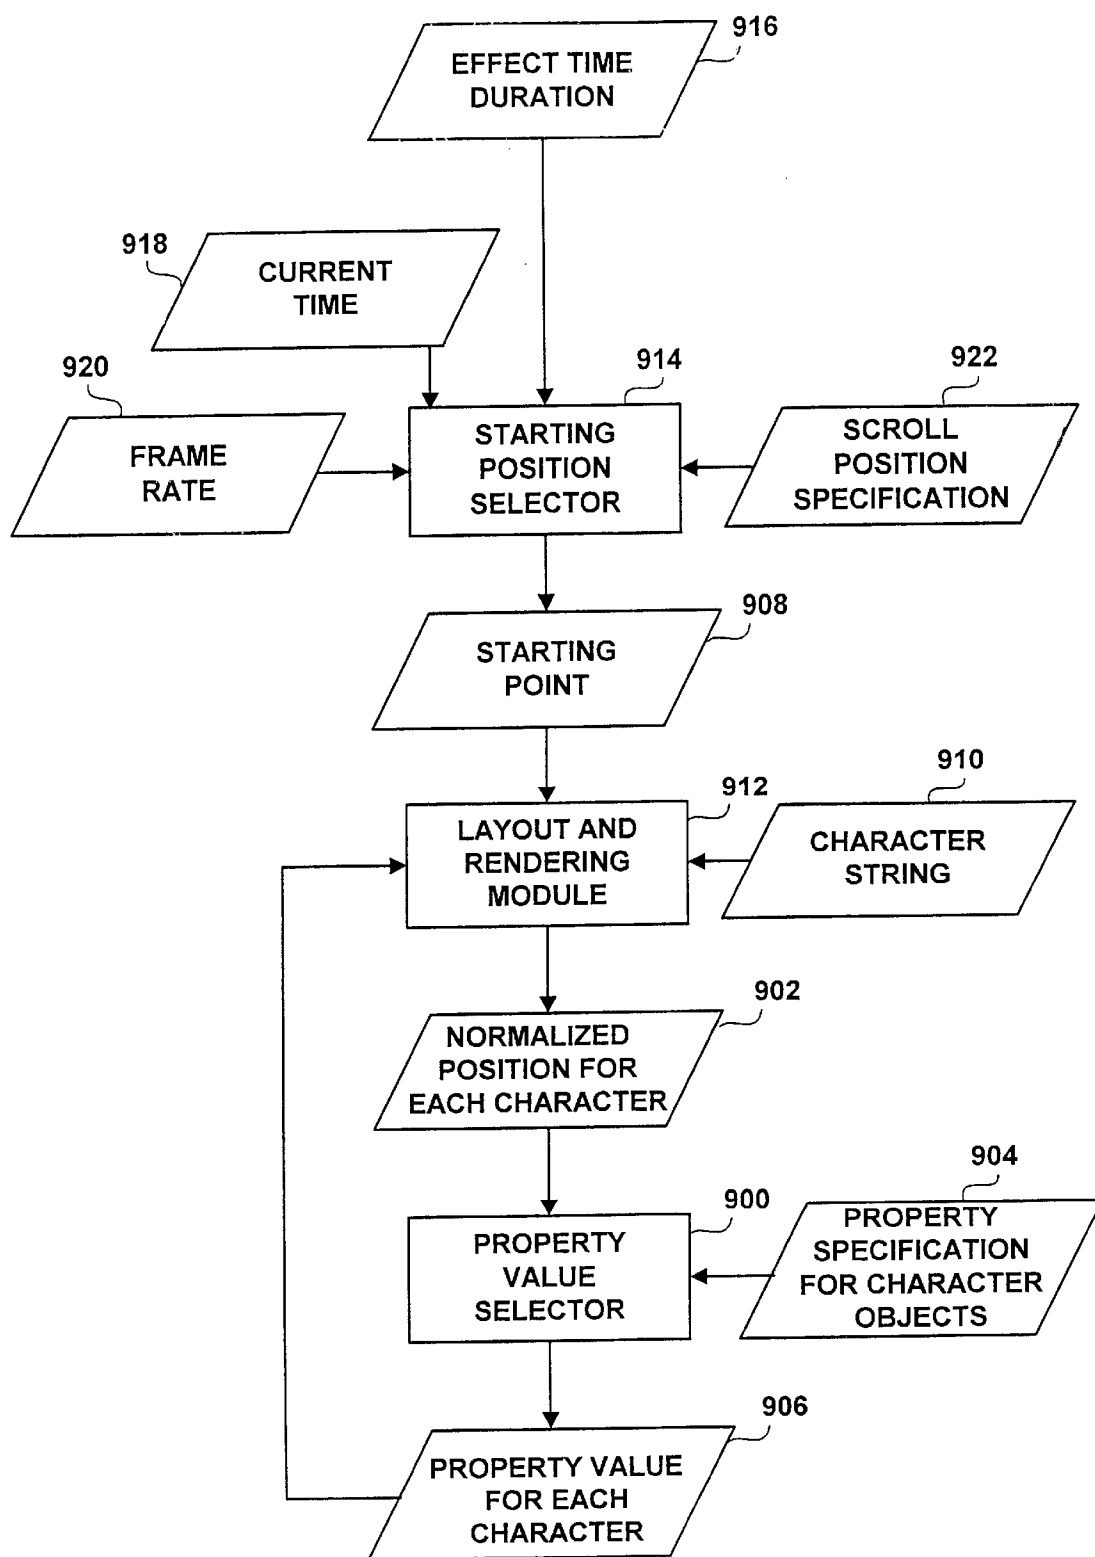 916
EFFECT TIME
DURATION
918
CURRENT
TIME
920
FRAME
RATE
914
STARTING
POSITION
SELECTOR
922
SCROLL
POSITION
SPECIFICATION
908
STARTING
POINT
912
LAYOUT AND
RENDERING
MODULE
910
CHARACTER
STRING
902
NORMALIZED
POSITION FOR
EACH CHARACTER
900
PROPERTY
VALUE
SELECTOR
904
PROPERTY
SPECIFICATION
FOR CHARACTER
OBJECTS
906
PROPERTY VALUE
FOR EACH
CHARACTER